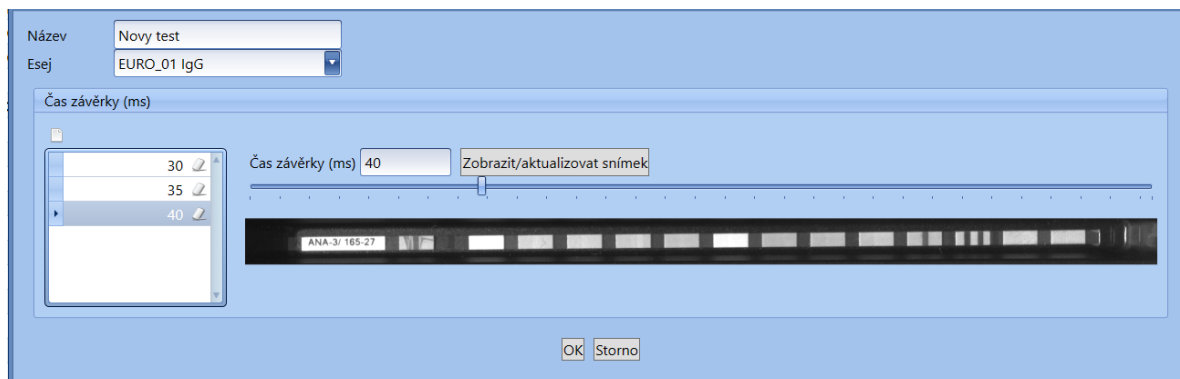 Název Novy test
Esej EURO_01 IgG
Čas závěrky (ms)
30
35
40
Čas závěrky (ms) 40 Zobrazit/aktualizovat snímek
ANA-3/ 165-27
OK Storno